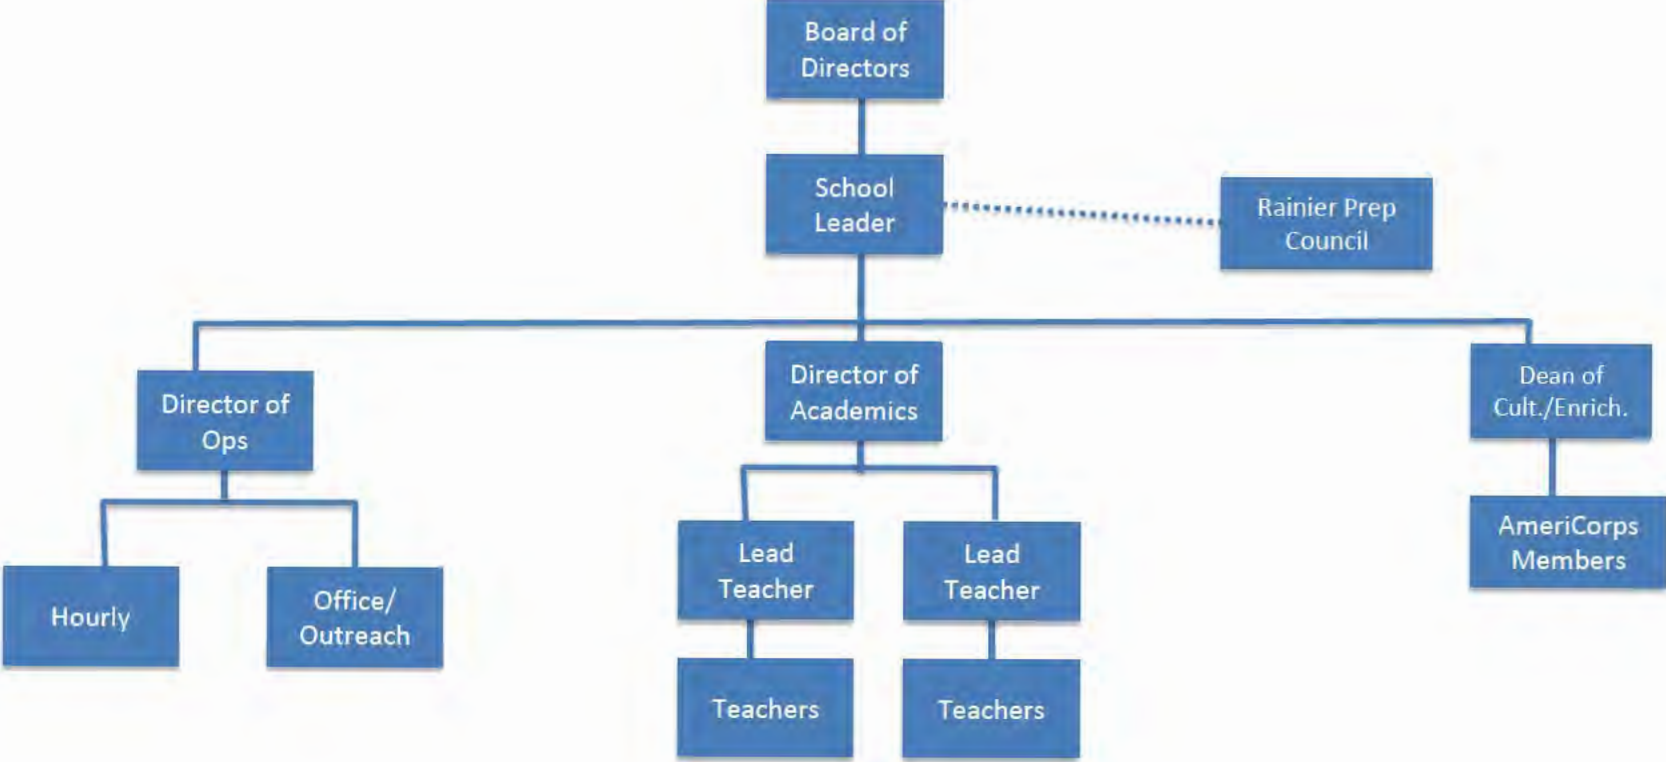 Board of
Directors
School
Leader
Rainier Prep
Council
Director of
Ops
Director of
Academics
Dean of
Cult./Enrich.
Hourly
Office/
Outreach
Lead
Teacher
Lead
Teacher
AmeriCorps
Members
Teachers
Teachers